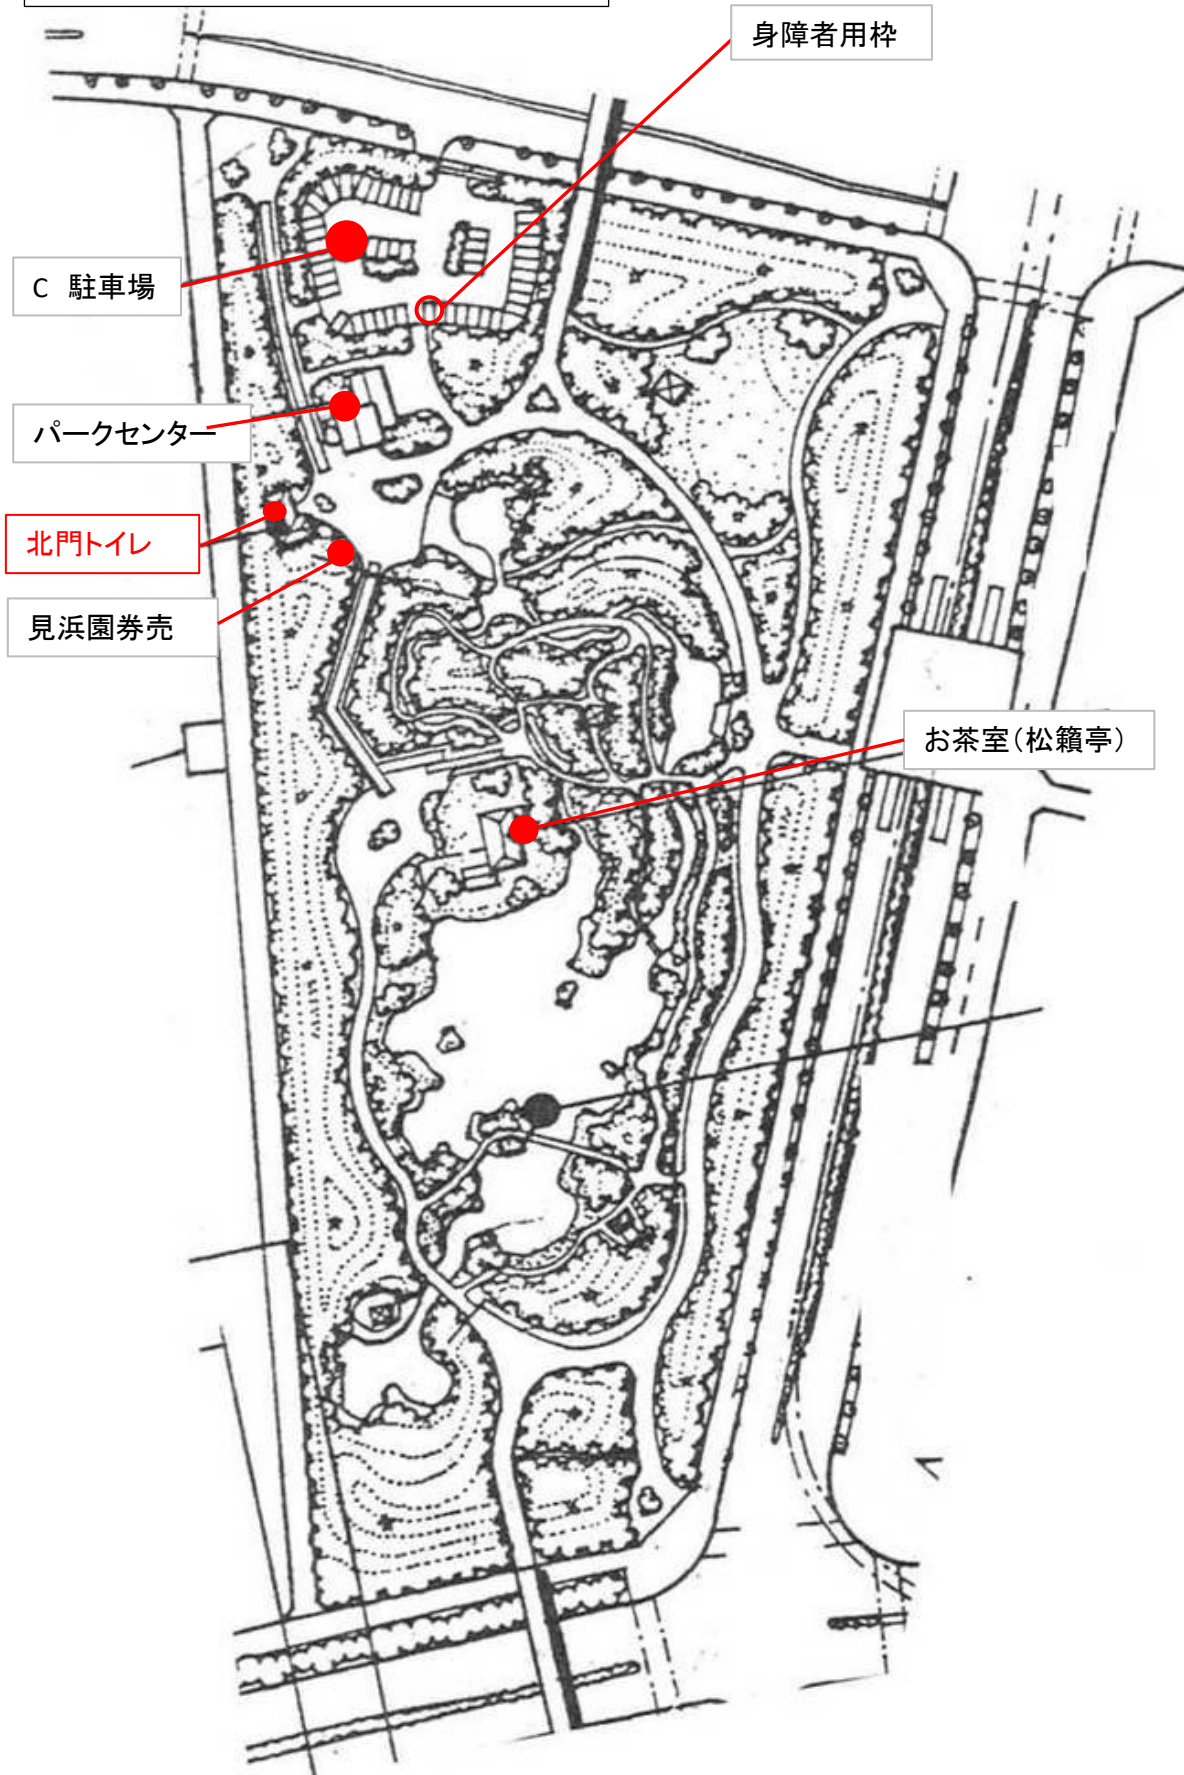 身障者用枠
C 駐車場
パークセンター
北門トイレ
見浜園券売
お茶室(松籟亭)